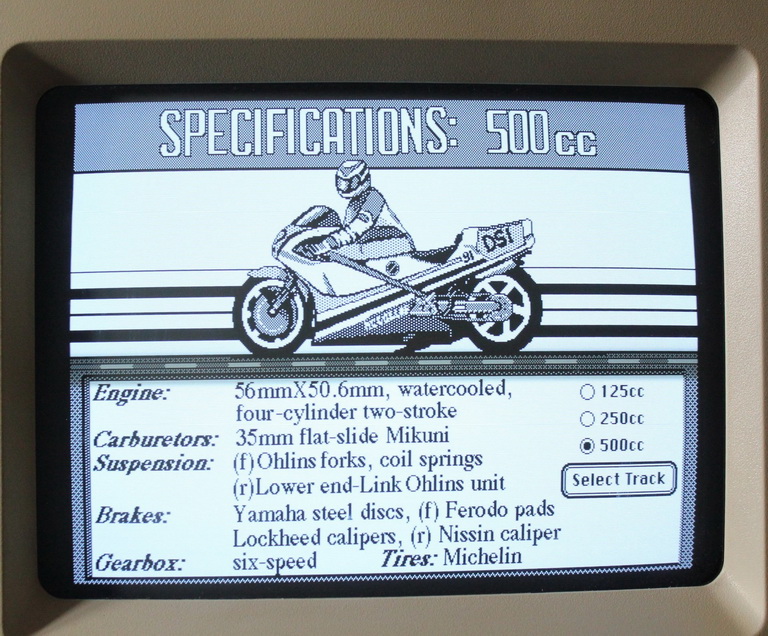 SPECIFICATIONS: 500cc
DSI
91
Engine: 56mmX50.6mm, watercooled,
four-cylinder two-stroke
Carburetors: 35mm flat-slide Mikuni
Suspension: (f)Ohlins forks, coil springs
(r)Lower end-Link Ohlins unit
Brakes: Yamaha steel discs, (f) Ferodo pads
Lockheed calipers, (r) Nissin caliper
Gearbox: six-speed Tires: Michelin
125cc
250cc
500cc
Select Track